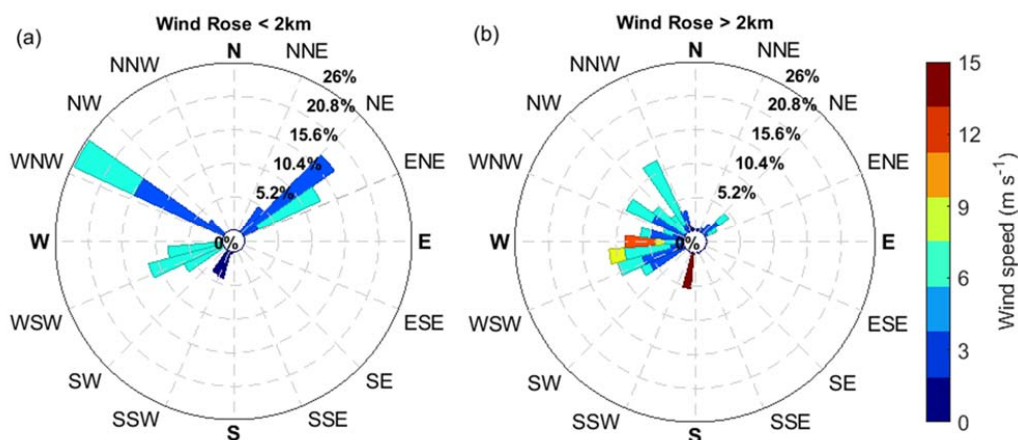 (a)
Wind Rose < 2km
N
NNW
NNE
26%
NW
20.8%
NE
15.6%
WNW
10.4%
ENE
5.2%
W
0%
E
WSW
ESE
SW
SE
SSW
SSE
S
(b)
Wind Rose > 2km
N
NNW
NNE
26%
NW
20.8%
NE
15.6%
WNW
10.4%
ENE
5.2%
W
0%
E
WSW
ESE
SW
SE
SSW
SSE
S
15
12
9
6
3
0
Wind speed (m s⁻¹)